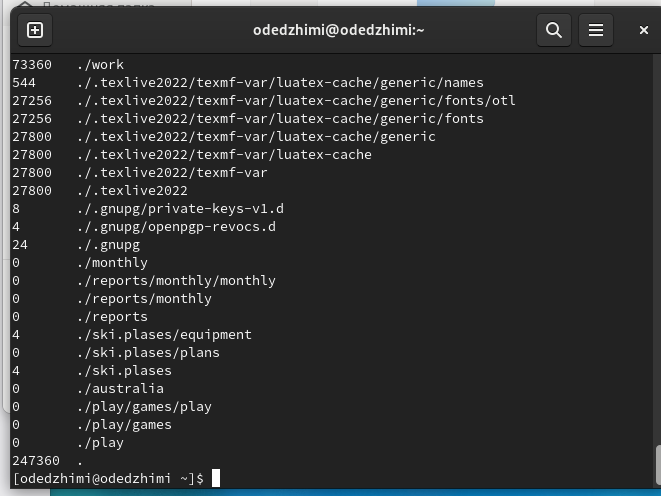 Домашняя папка
odedzhimi@odedzhimi:~
73360 ./work
544 ./.texlive2022/texmf-var/luatex-cache/generic/names
27256 ./.texlive2022/texmf-var/luatex-cache/generic/fonts/otl
27256 ./.texlive2022/texmf-var/luatex-cache/generic/fonts
27800 ./.texlive2022/texmf-var/luatex-cache/generic
27800 ./.texlive2022/texmf-var/luatex-cache
27800 ./.texlive2022/texmf-var
27800 ./.texlive2022
8 ./.gnupg/private-keys-v1.d
4 ./.gnupg/openpgp-revocs.d
24 ./.gnupg
0 ./monthly
0 ./reports/monthly/monthly
0 ./reports/monthly
0 ./reports
4 ./ski.plases/equipment
0 ./ski.plases/plans
4 ./ski.plases
0 ./australia
0 ./play/games/play
0 ./play/games
0 ./play
247360 .
[odedzhimi@odedzhimi ~]$